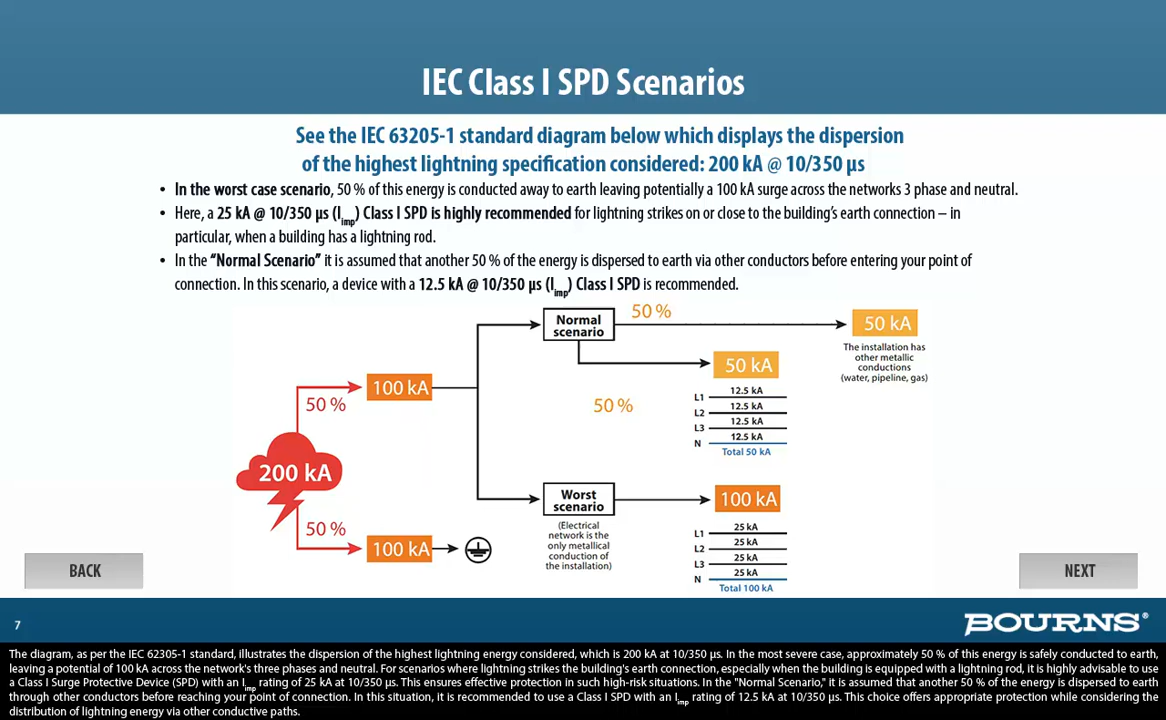 IEC Class I SPD Scenarios
See the IEC 63205-1 standard diagram below which displays the dispersion
of the highest lightning specification considered: 200 kA @ 10/350 µs
• In the worst case scenario, 50 % of this energy is conducted away to earth leaving potentially a 100 kA surge across the networks 3 phase and neutral.
• Here, a 25 kA @ 10/350 µs (Iimp) Class I SPD is highly recommended for lightning strikes on or close to the building's earth connection – in
particular, when a building has a lightning rod.
• In the “Normal Scenario” it is assumed that another 50 % of the energy is dispersed to earth via other conductors before entering your point of
connection. In this scenario, a device with a 12.5 kA @ 10/350 µs (Iimp) Class I SPD is recommended.
200 kA
50 %
100 kA
50 %
100 kA
Normal
scenario
50 %
50 kA
The installation has
other metallic
conductions
(water, pipeline, gas)
50 %
50 kA
12.5 kA
L1
12.5 kA
L2
12.5 kA
L3
12.5 kA
N
Total 50 kA
Worst
scenario
(Electrical
network is the
only metallical
conduction of
the installation)
100 kA
25 kA
L1
25 kA
L2
25 kA
L3
25 kA
N
Total 100 kA
BACK
NEXT
7
BOURNS®
The diagram, as per the IEC 62305-1 standard, illustrates the dispersion of the highest lightning energy considered, which is 200 kA at 10/350 µs. In the most severe case, approximately 50 % of this energy is safely conducted to earth,
leaving a potential of 100 kA across the network's three phases and neutral. For scenarios where lightning strikes the building's earth connection, especially when the building is equipped with a lightning rod, it is highly advisable to use
a Class I Surge Protective Device (SPD) with an Iimp rating of 25 kA at 10/350 µs. This ensures effective protection in such high-risk situations. In the "Normal Scenario," it is assumed that another 50 % of the energy is dispersed to earth
through other conductors before reaching your point of connection. In this situation, it is recommended to use a Class I SPD with an Iimp rating of 12.5 kA at 10/350 µs. This choice offers appropriate protection while considering the
distribution of lightning energy via other conductive paths.